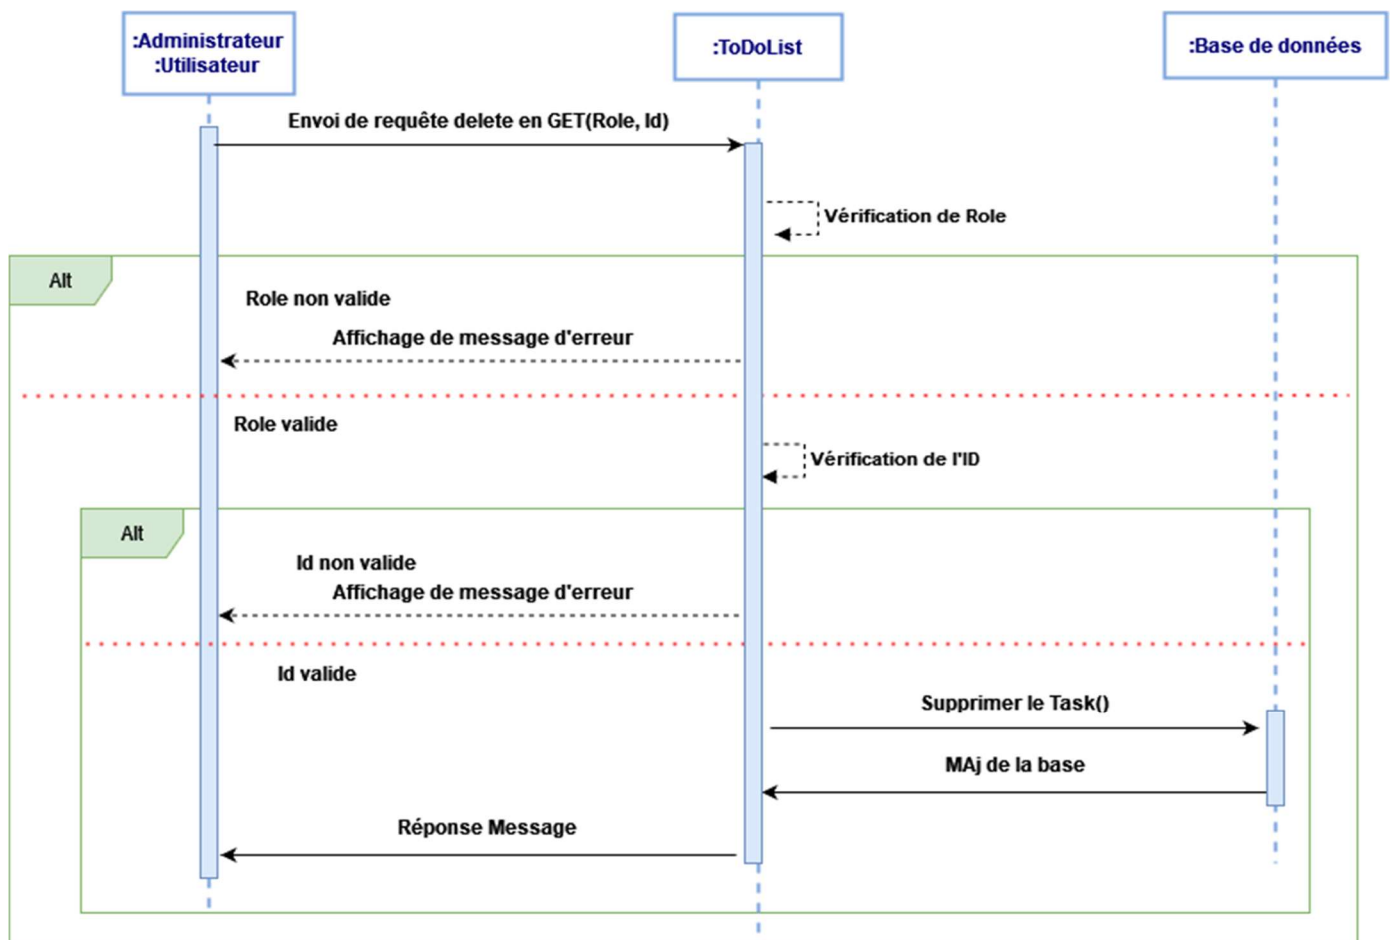 :Administrateur
:Utilisateur
:ToDoList
:Base de données
Envoi de requête delete en GET(Role, Id)
Vérification de Role
Alt
Role non valide
Affichage de message d'erreur
Role valide
Vérification de l'ID
Alt
Id non valide
Affichage de message d'erreur
Id valide
Supprimer le Task()
MAj de la base
Réponse Message